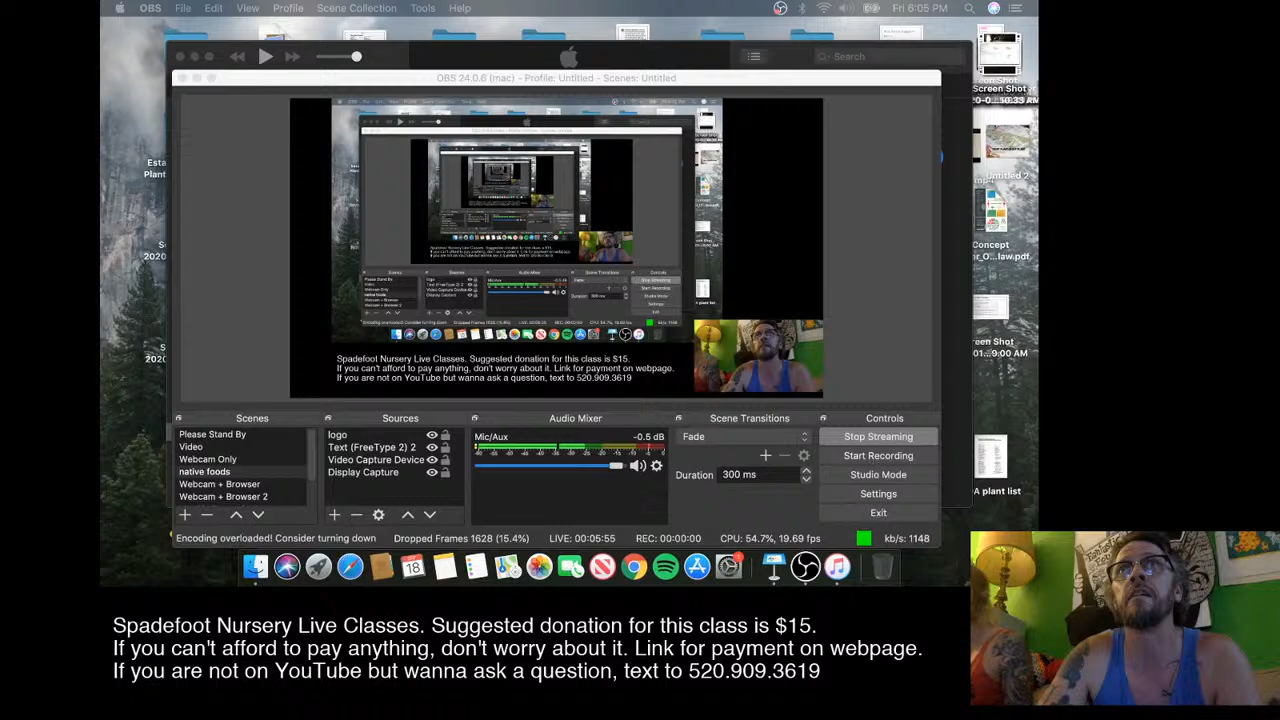 OBS File Edit View Profile Scene Collection Tools Help
Fri 6:05 PM
Search
OBS 24.0.6 (mac) - Profile: Untitled - Scenes: Untitled
Screen Shot
Untitled 2
Concept
A plant list
Esta
Plant
2020
2020
Spadefoot Nursery Live Classes. Suggested donation for this class is $15.
If you can't afford to pay anything, don't worry about it. Link for payment on webpage.
If you are not on YouTube but wanna ask a question, text to 520.909.3619
Scenes
Please Stand By
Video
Webcam Only
native foods
Webcam + Browser
Webcam + Browser 2
Sources
logo
Text (FreeType 2) 2
Video Capture Device
Display Capture
Audio Mixer
Mic/Aux -0.5 dB
Scene Transitions
Fade
Duration 300 ms
Controls
Stop Streaming
Start Recording
Studio Mode
Settings
Exit
Encoding overloaded! Consider turning down Dropped Frames 1628 (15.4%) LIVE: 00:05:55 REC: 00:00:00 CPU: 54.7%, 19.69 fps kb/s: 1148
18
Spadefoot Nursery Live Classes. Suggested donation for this class is $15.
If you can't afford to pay anything, don't worry about it. Link for payment on webpage.
If you are not on YouTube but wanna ask a question, text to 520.909.3619